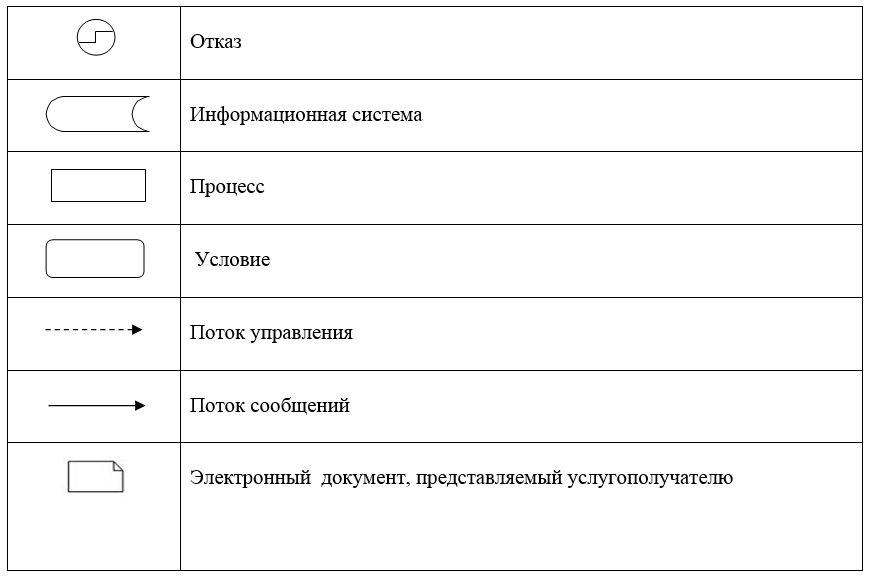 Отказ
Информационная система
Процесс
Условие
Поток управления
Поток сообщений
Электронный документ, представляемый услугополучателю